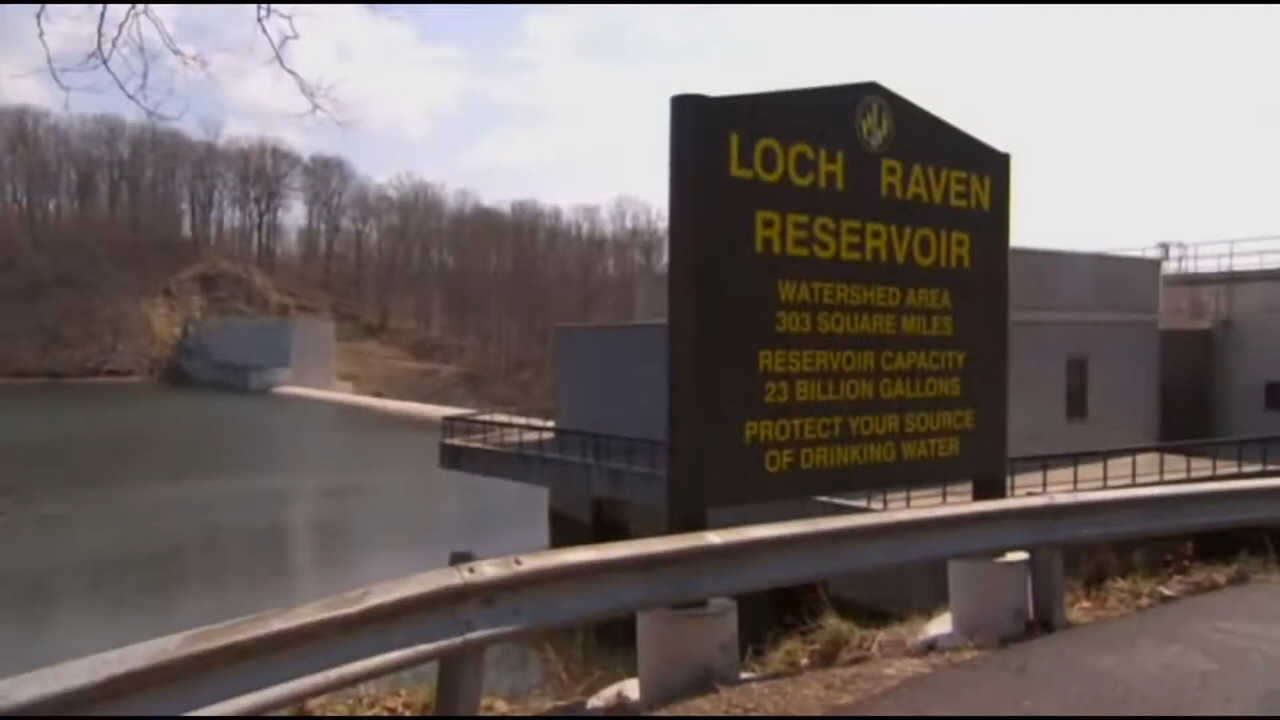 LOCH RAVEN
RESERVOIR
WATERSHED AREA
303 SQUARE MILES
RESERVOIR CAPACITY
23 BILLION GALLONS
PROTECT YOUR SOURCE
OF DRINKING WATER